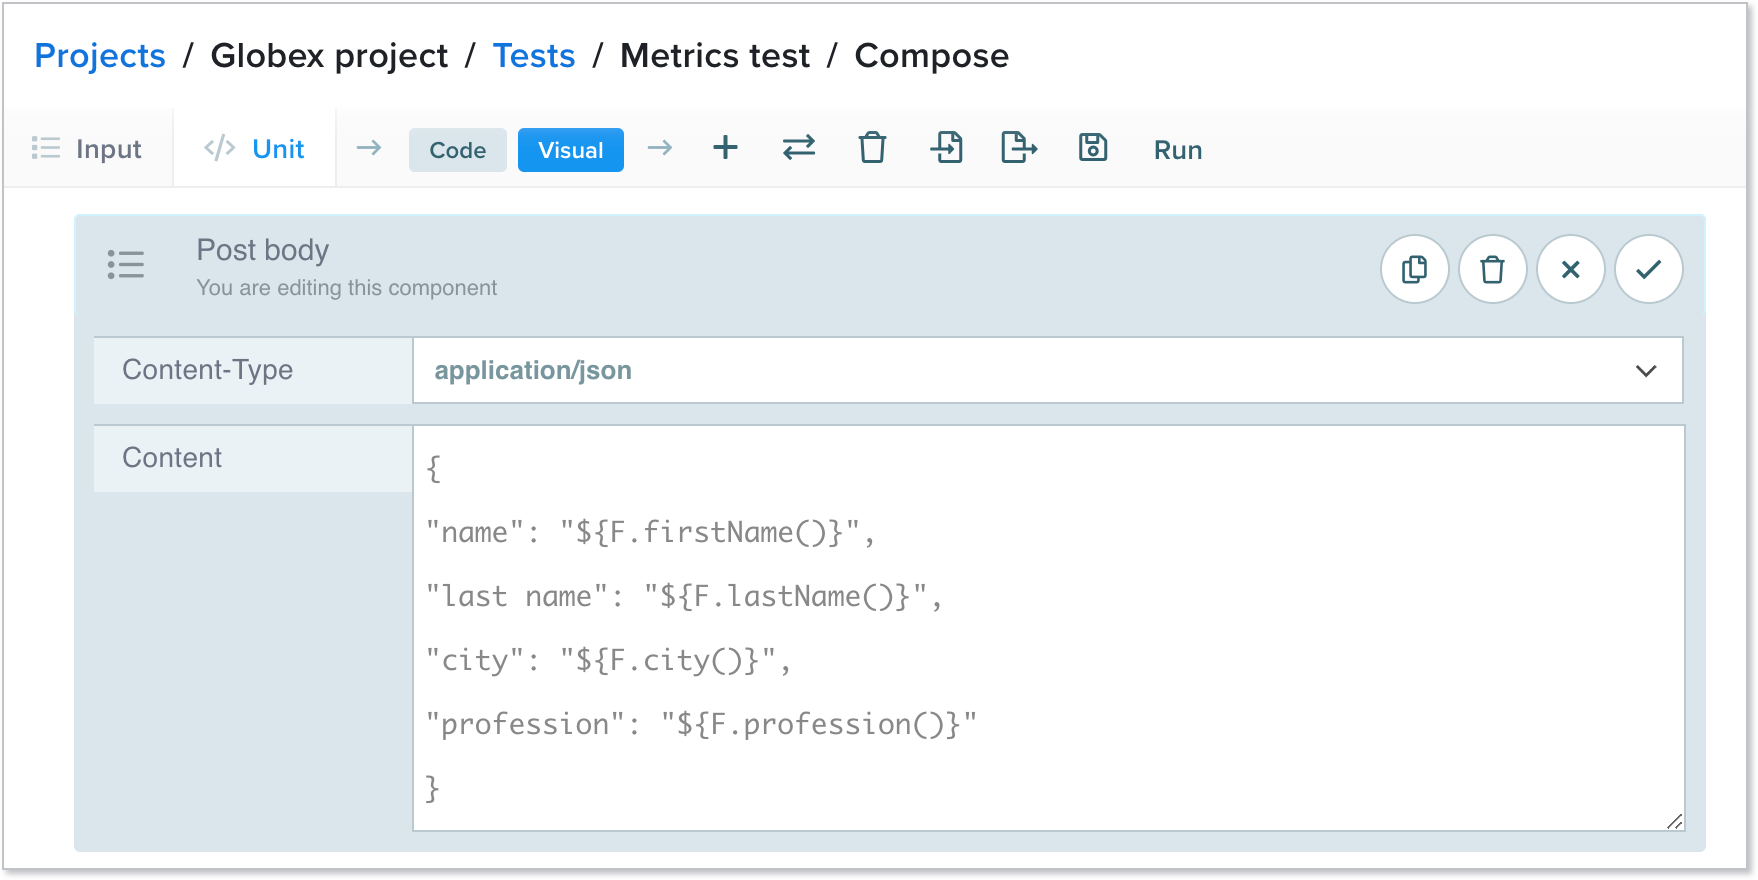 Projects / Globex project / Tests / Metrics test / Compose
Input </> Unit Code Visual Run
Post body
You are editing this component
Content-Type application/json
Content
{
"name": "${F.firstName()}",
"last name": "${F.lastName()}",
"city": "${F.city()}",
"profession": "${F.profession()}"
}